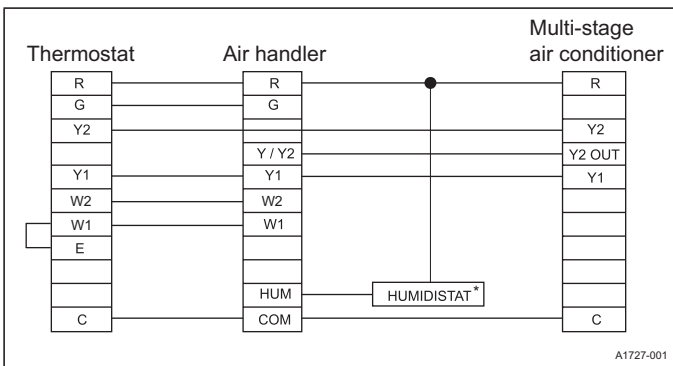 Multi-stage
Thermostat Air handler air conditioner
R R R
G G
Y2 Y2
Y / Y2 Y2 OUT
Y1 Y1 Y1
W2 W2
W1 W1
E
HUM HUMIDISTAT*
C COM C
A1727-001